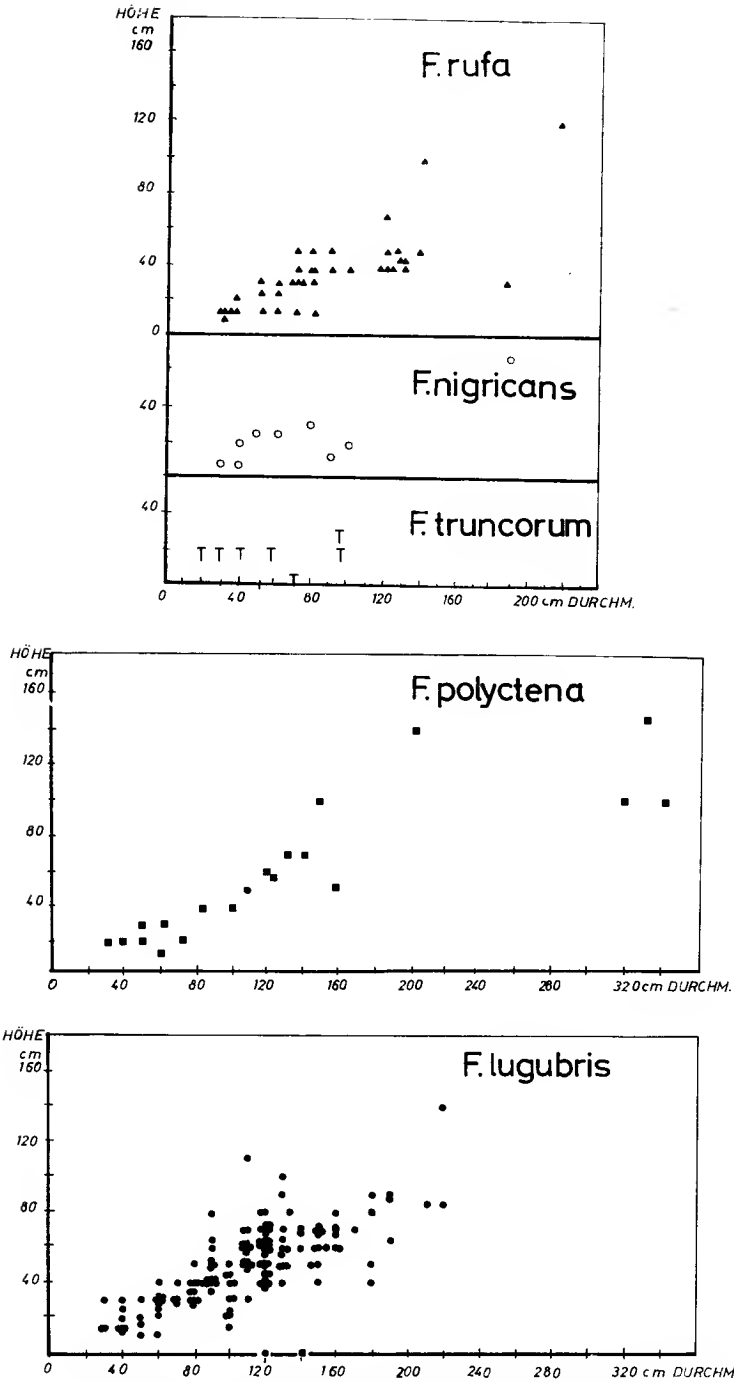 HÖHE
cm
160
F. rufa
120
80
40
0
F. nigricans
40
F. truncorum
40
T T T T T T T
0 40 80 120 160 200 cm DURCHM.
HÖHE
cm
160
F. polyctena
120
80
40
0 40 80 120 160 200 240 280 320 cm DURCHM.
HÖHE
cm
160
F. lugubris
120
80
40
0 40 80 120 160 200 240 280 320 cm DURCHM